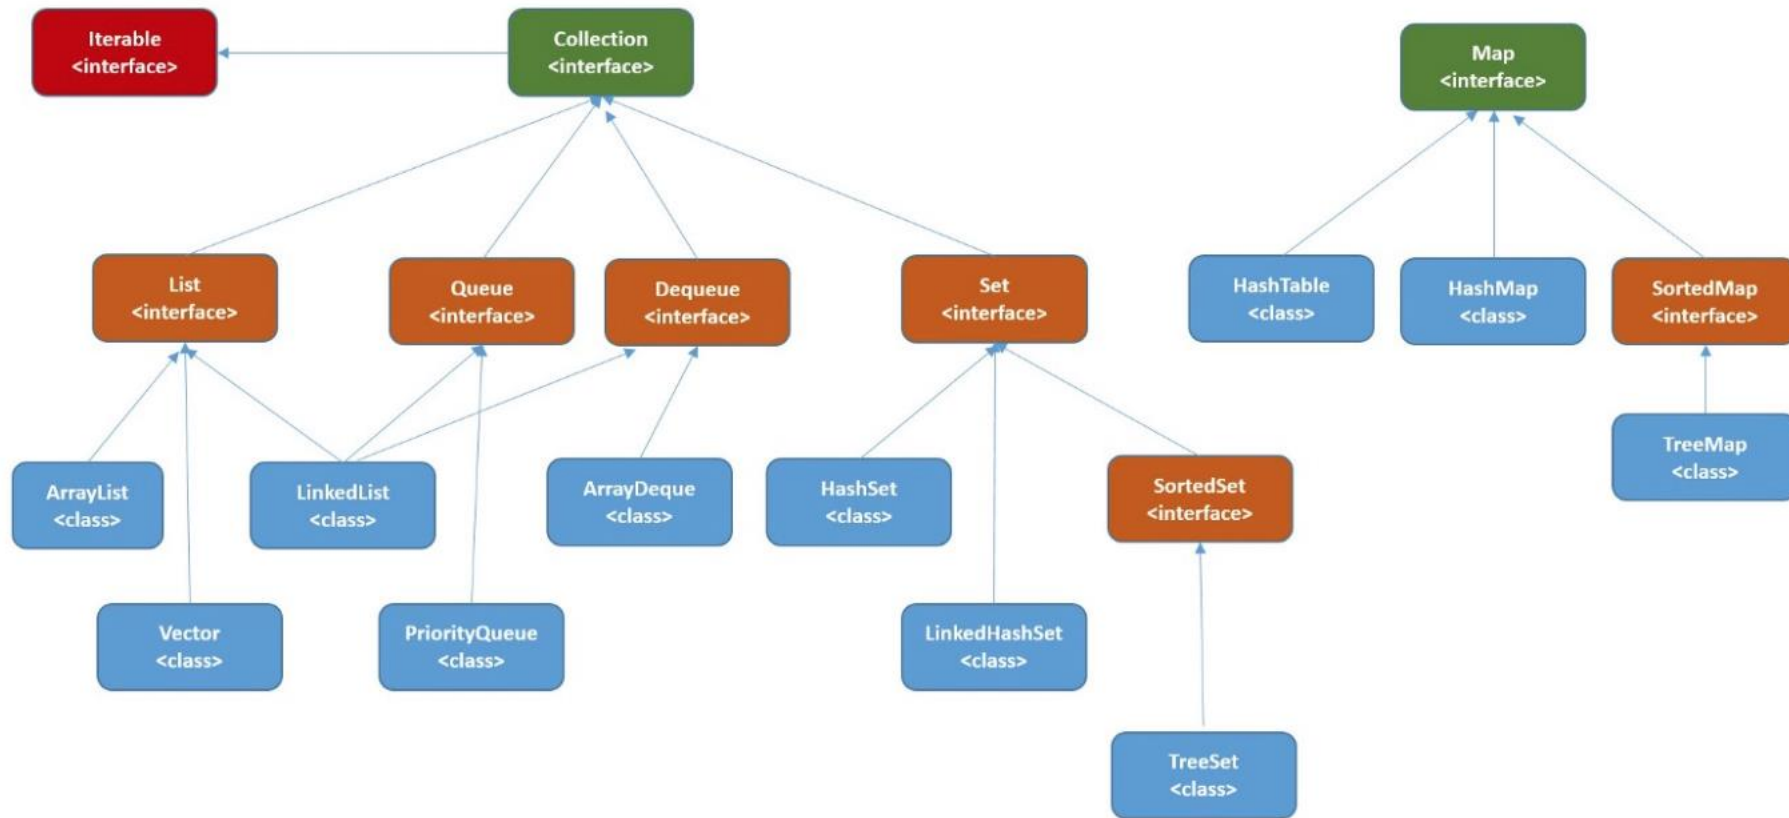 Iterable
<interface>
Collection
<interface>
Map
<interface>
List
<interface>
Queue
<interface>
Dequeue
<interface>
Set
<interface>
HashTable
<class>
HashMap
<class>
SortedMap
<interface>
ArrayList
<class>
LinkedList
<class>
ArrayDeque
<class>
HashSet
<class>
SortedSet
<interface>
TreeMap
<class>
Vector
<class>
PriorityQueue
<class>
LinkedHashSet
<class>
TreeSet
<class>